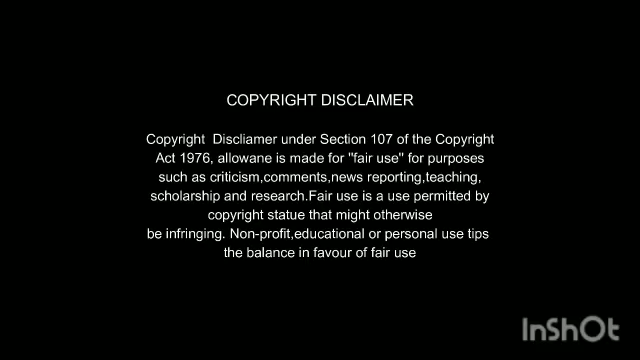 COPYRIGHT DISCLAIMER
Copyright Discliamer under Section 107 of the Copyright
Act 1976, allowane is made for "fair use" for purposes
such as criticism,comments,news reporting,teaching,
scholarship and research.Fair use is a use permitted by
copyright statue that might otherwise
be infringing. Non-profit,educational or personal use tips
the balance in favour of fair use
InShOt